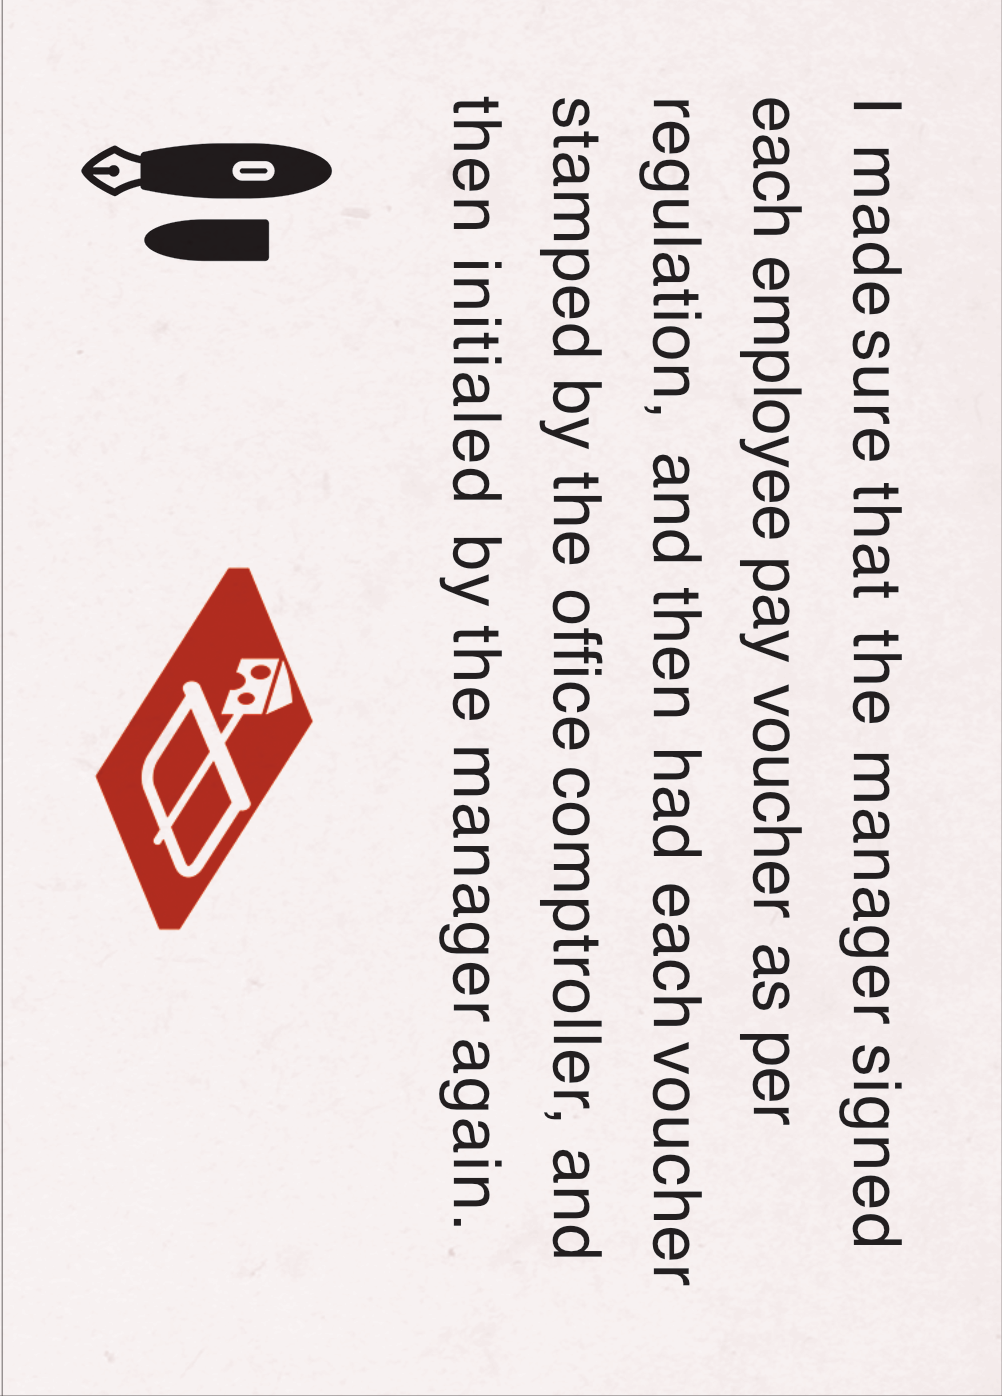 I made sure that the manager signed
each employee pay voucher as per
regulation, and then had each voucher
stamped by the office comptroller, and
then initialed by the manager again.